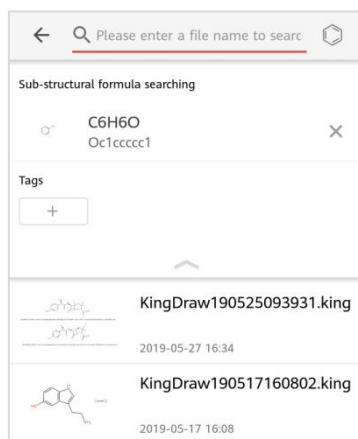 Please enter a file name to searc
Sub-structural formula searching
C6H6O
Oc1ccccc1
Tags
+
KingDraw190525093931.king
2019-05-27 16:34
KingDraw190517160802.king
2019-05-17 16:08